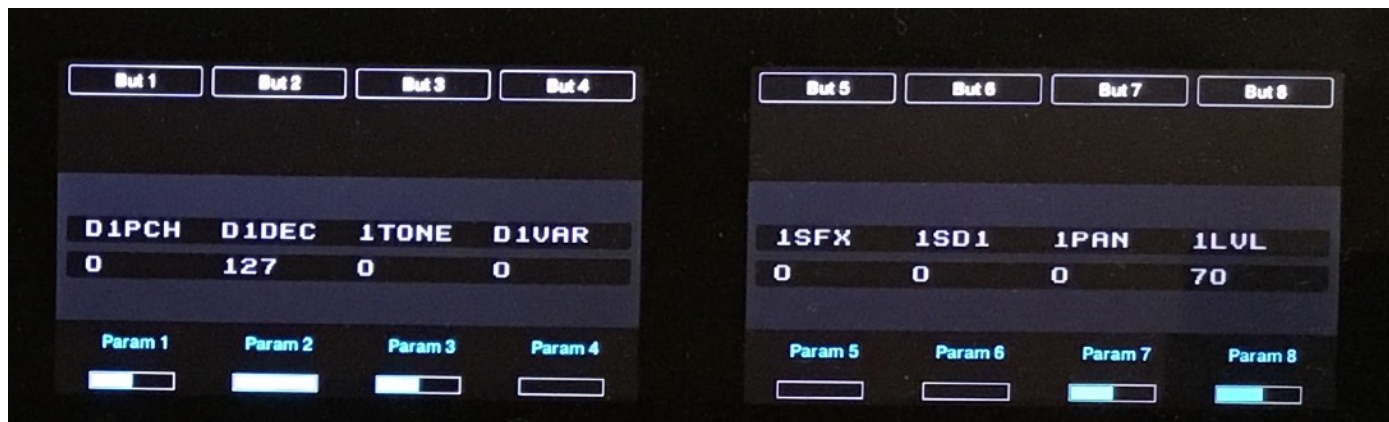 But 1 But 2 But 3 But 4 But 5 But 6 But 7 But 8
D1PCH D1DEC 1TONE D1VAR 1SFX 1SD1 1PAN 1LVL
0 127 0 0 0 0 0 70
Param 1 Param 2 Param 3 Param 4 Param 5 Param 6 Param 7 Param 8